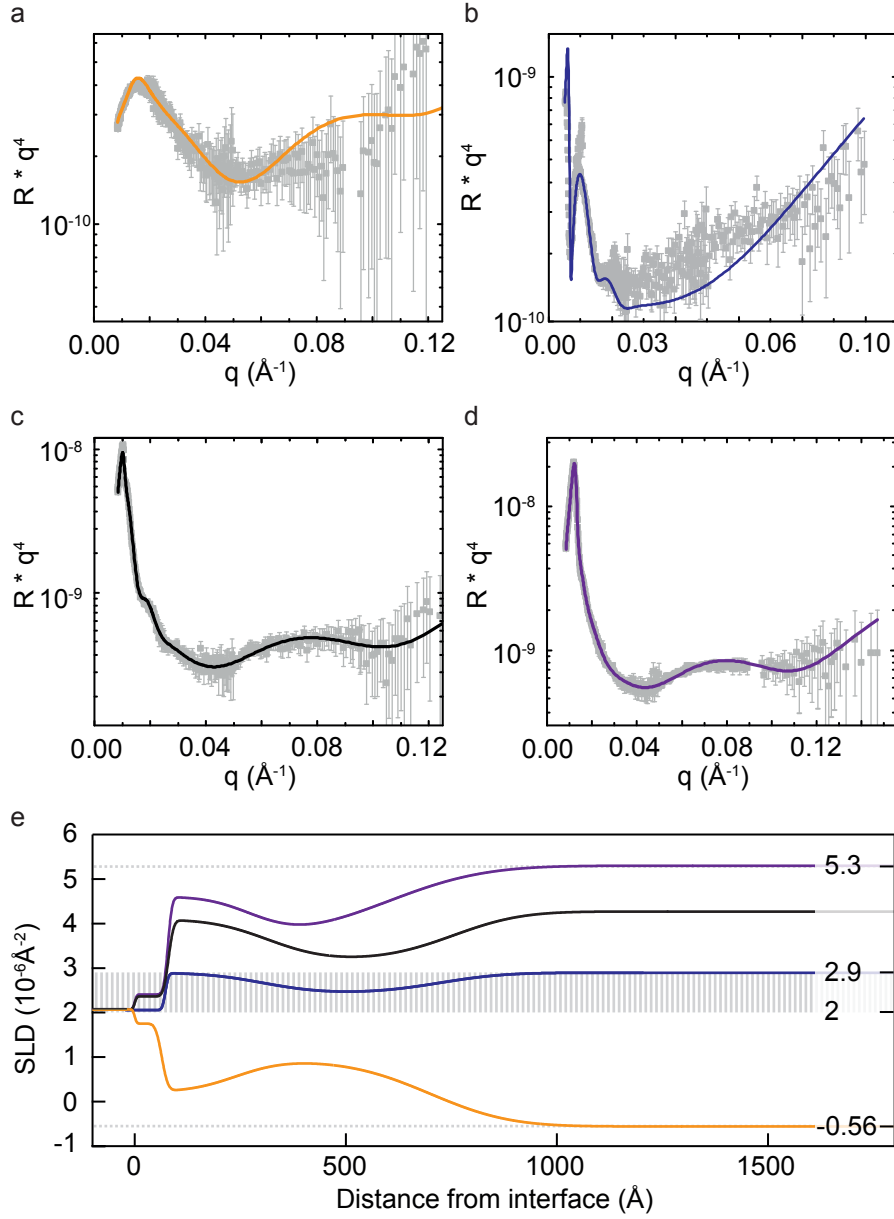 a
R * q⁴
10⁻¹⁰
0.00 0.04 0.08 0.12
q (Å⁻¹)
b
R * q⁴
10⁻⁹
10⁻¹⁰
0.00 0.03 0.06 0.10
q (Å⁻¹)
c
R * q⁴
10⁻⁸
10⁻⁹
0.00 0.04 0.08 0.12
q (Å⁻¹)
d
R * q⁴
10⁻⁸
10⁻⁹
0.00 0.04 0.08 0.12
q (Å⁻¹)
e
SLD (10⁻⁶Å⁻²)
6
5
4
3
2
1
0
-1
5.3
2.9
2
-0.56
0 500 1000 1500
Distance from interface (Å)